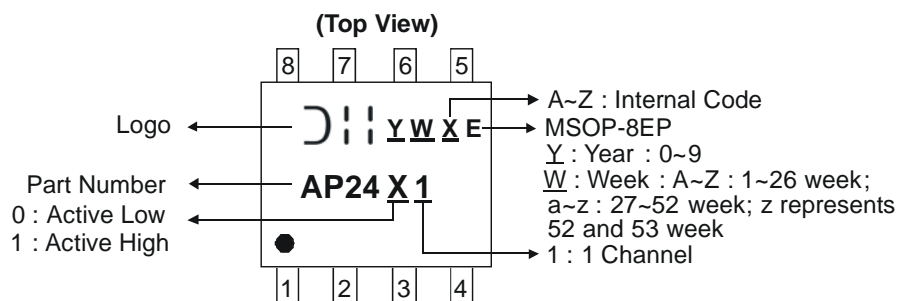 (Top View)
8 7 6 5
Logo
Y W X E
A~Z : Internal Code
MSOP-8EP
Y : Year : 0~9
W : Week : A~Z : 1~26 week;
a~z : 27~52 week; z represents
52 and 53 week
Part Number
AP24 X 1
0 : Active Low
1 : Active High
1 : 1 Channel
1 2 3 4